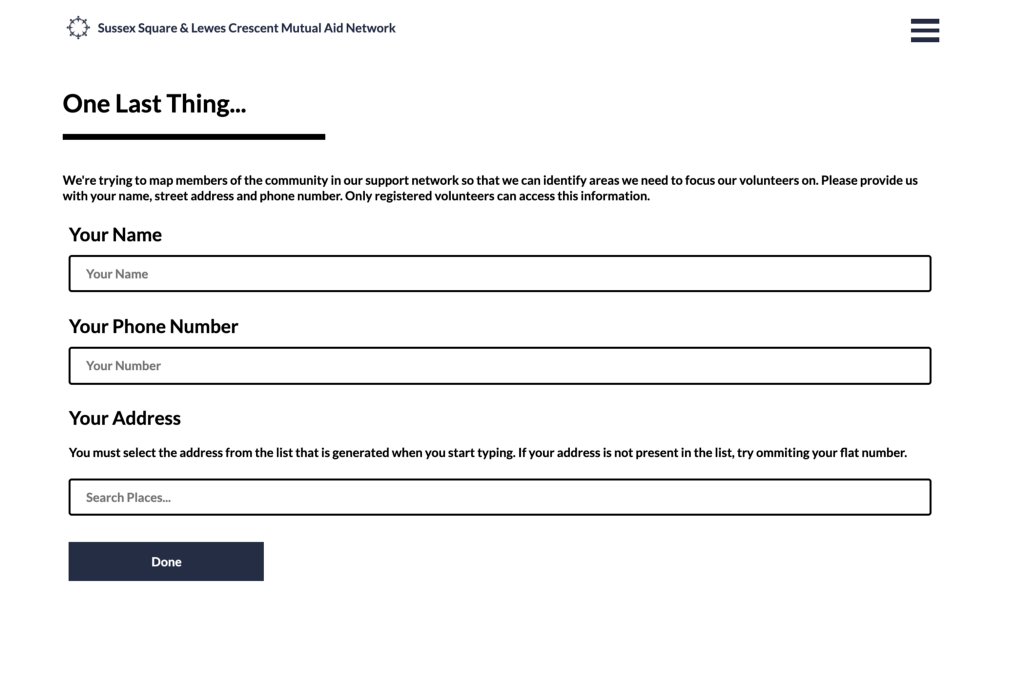 Sussex Square & Lewes Crescent Mutual Aid Network
One Last Thing...
We're trying to map members of the community in our support network so that we can identify areas we need to focus our volunteers on. Please provide us
with your name, street address and phone number. Only registered volunteers can access this information.
Your Name
Your Name
Your Phone Number
Your Number
Your Address
You must select the address from the list that is generated when you start typing. If your address is not present in the list, try ommiting your flat number.
Search Places...
Done